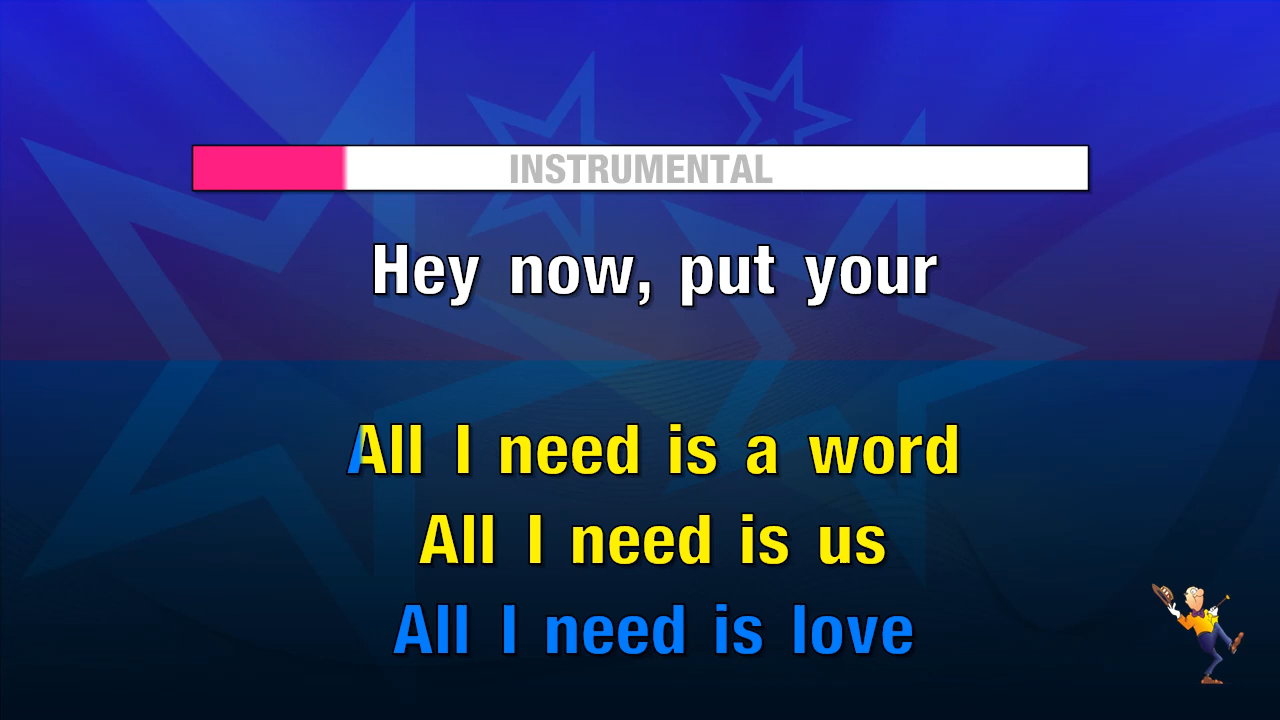 INSTRUMENTAL
Hey now, put your
All I need is a word
All I need is us
All I need is love